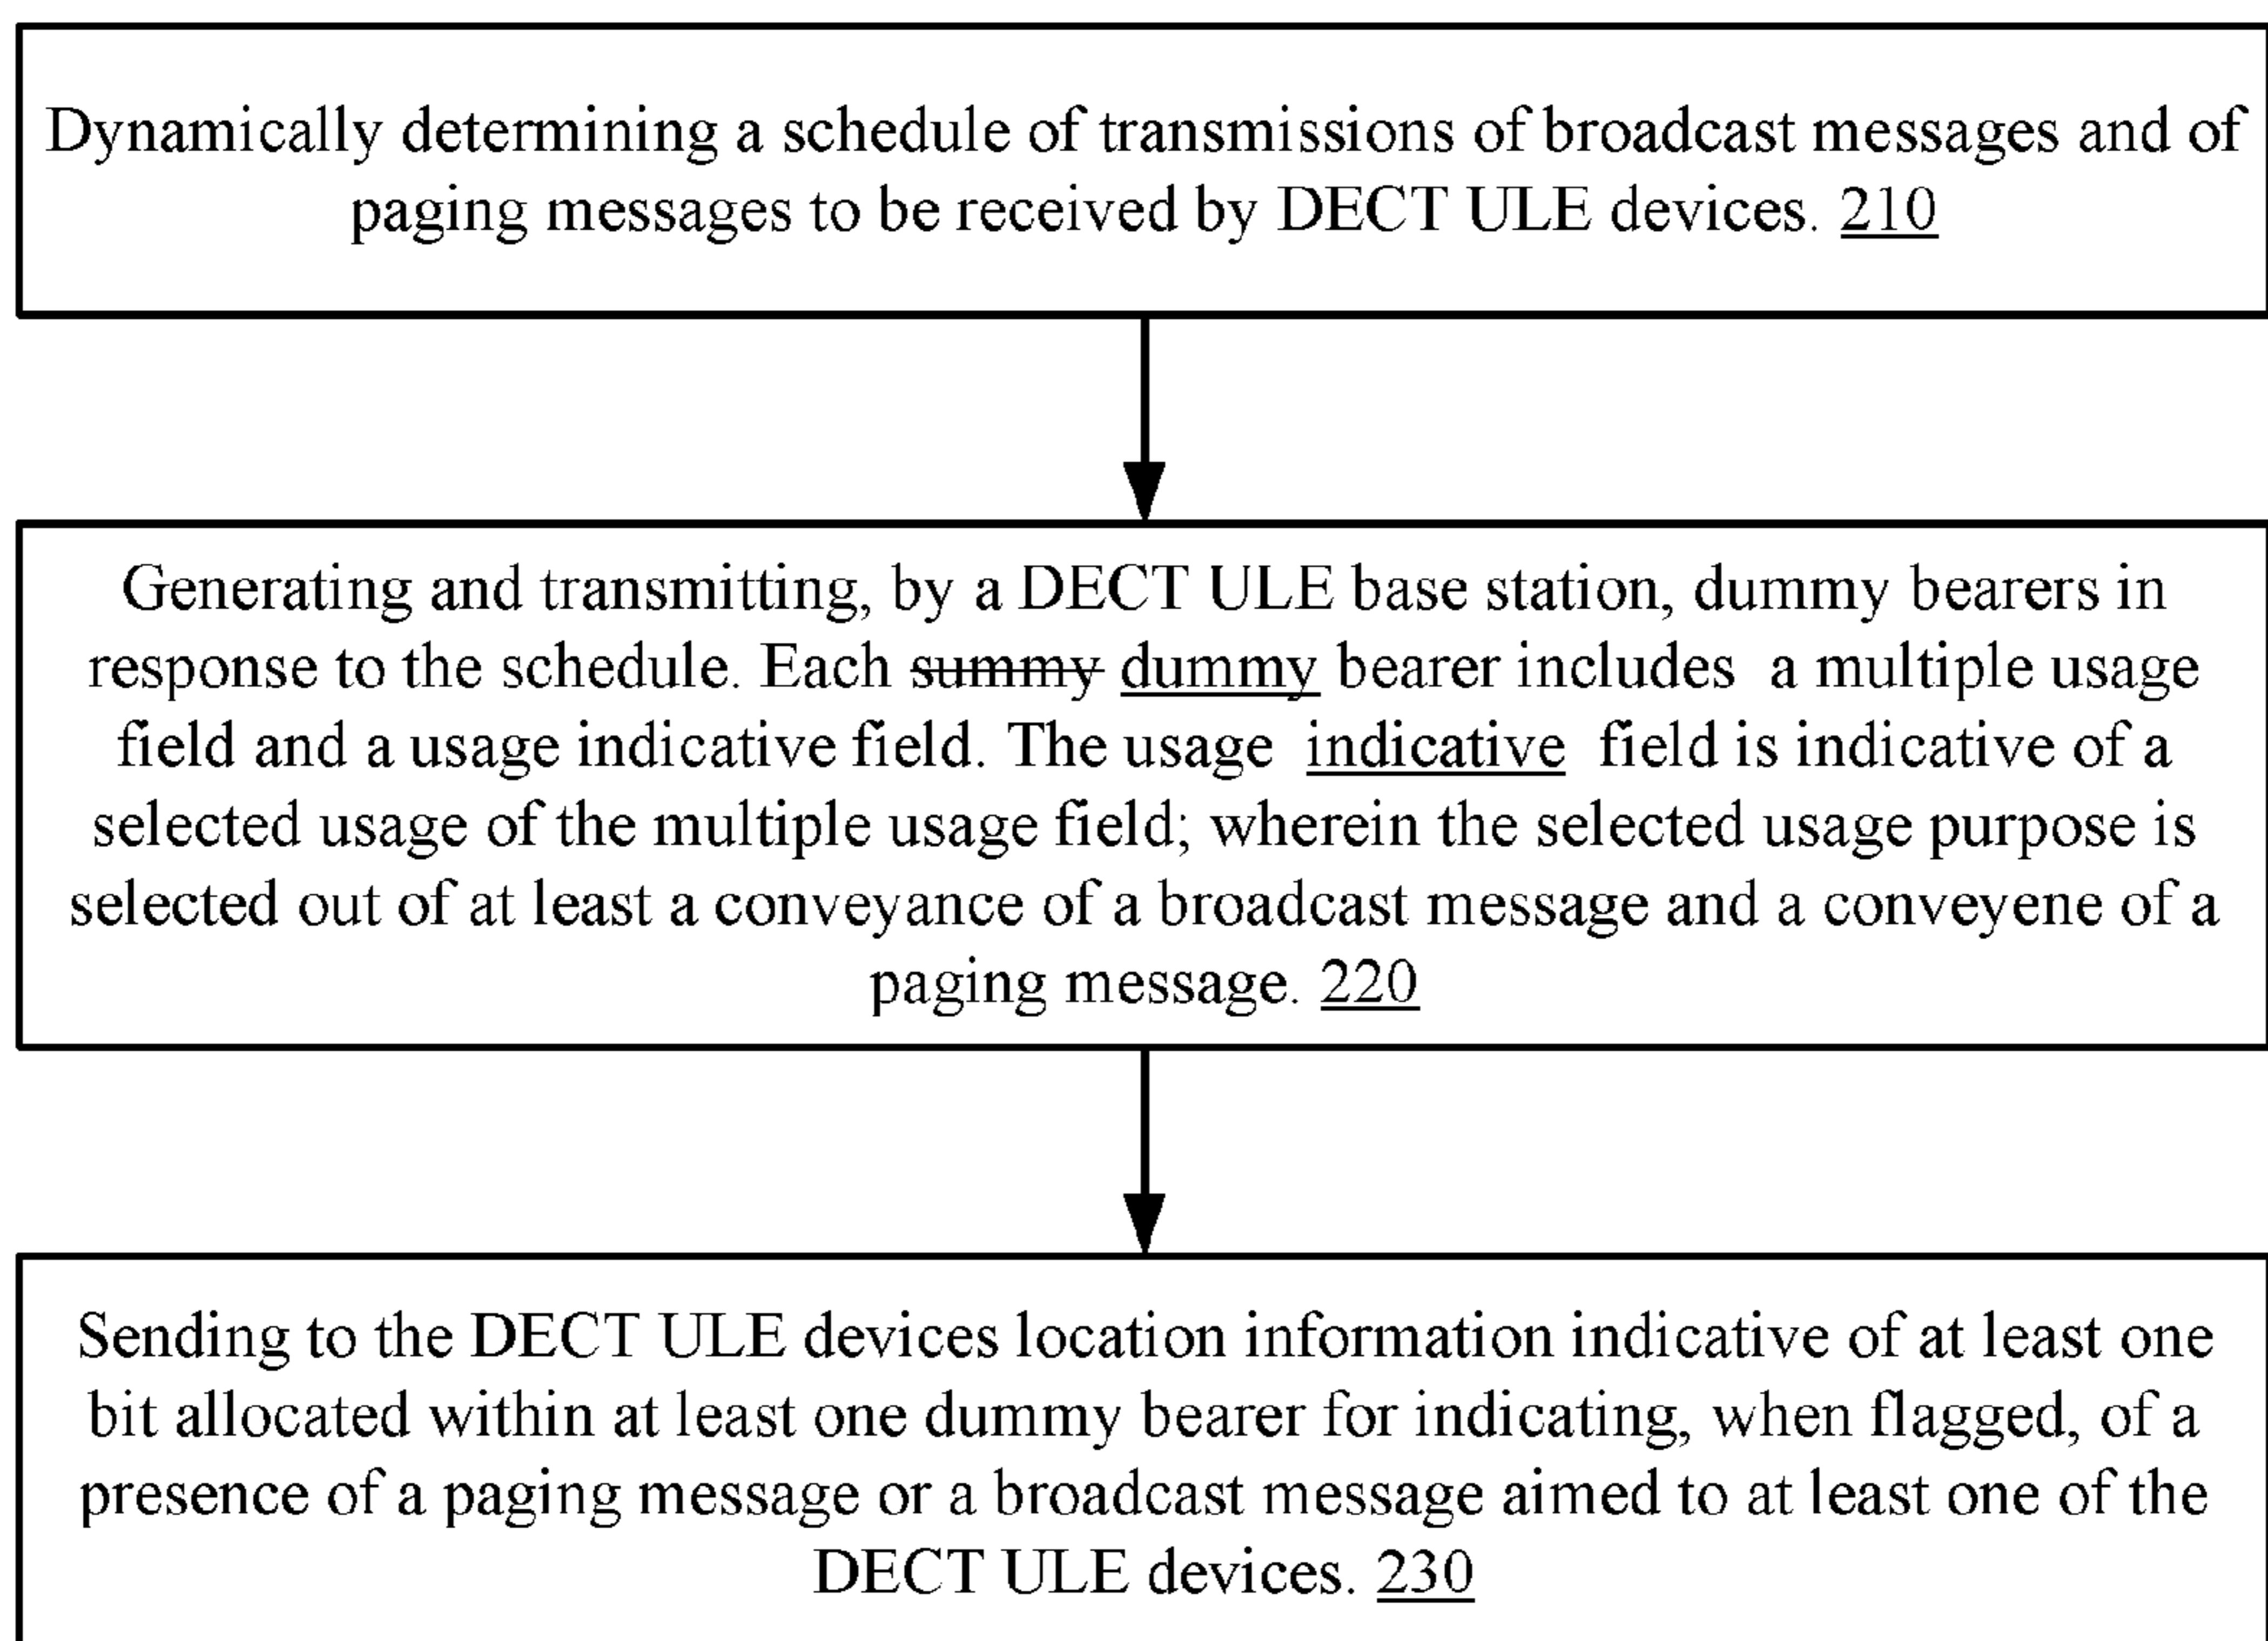 Dynamically determining a schedule of transmissions of broadcast messages and of
paging messages to be received by DECT ULE devices. 210
Generating and transmitting, by a DECT ULE base station, dummy bearers in
response to the schedule. Each summy dummy bearer includes a multiple usage
field and a usage indicative field. The usage indicative field is indicative of a
selected usage of the multiple usage field; wherein the selected usage purpose is
selected out of at least a conveyance of a broadcast message and a conveyene of a
paging message. 220
Sending to the DECT ULE devices location information indicative of at least one
bit allocated within at least one dummy bearer for indicating, when flagged, of a
presence of a paging message or a broadcast message aimed to at least one of the
DECT ULE devices. 230